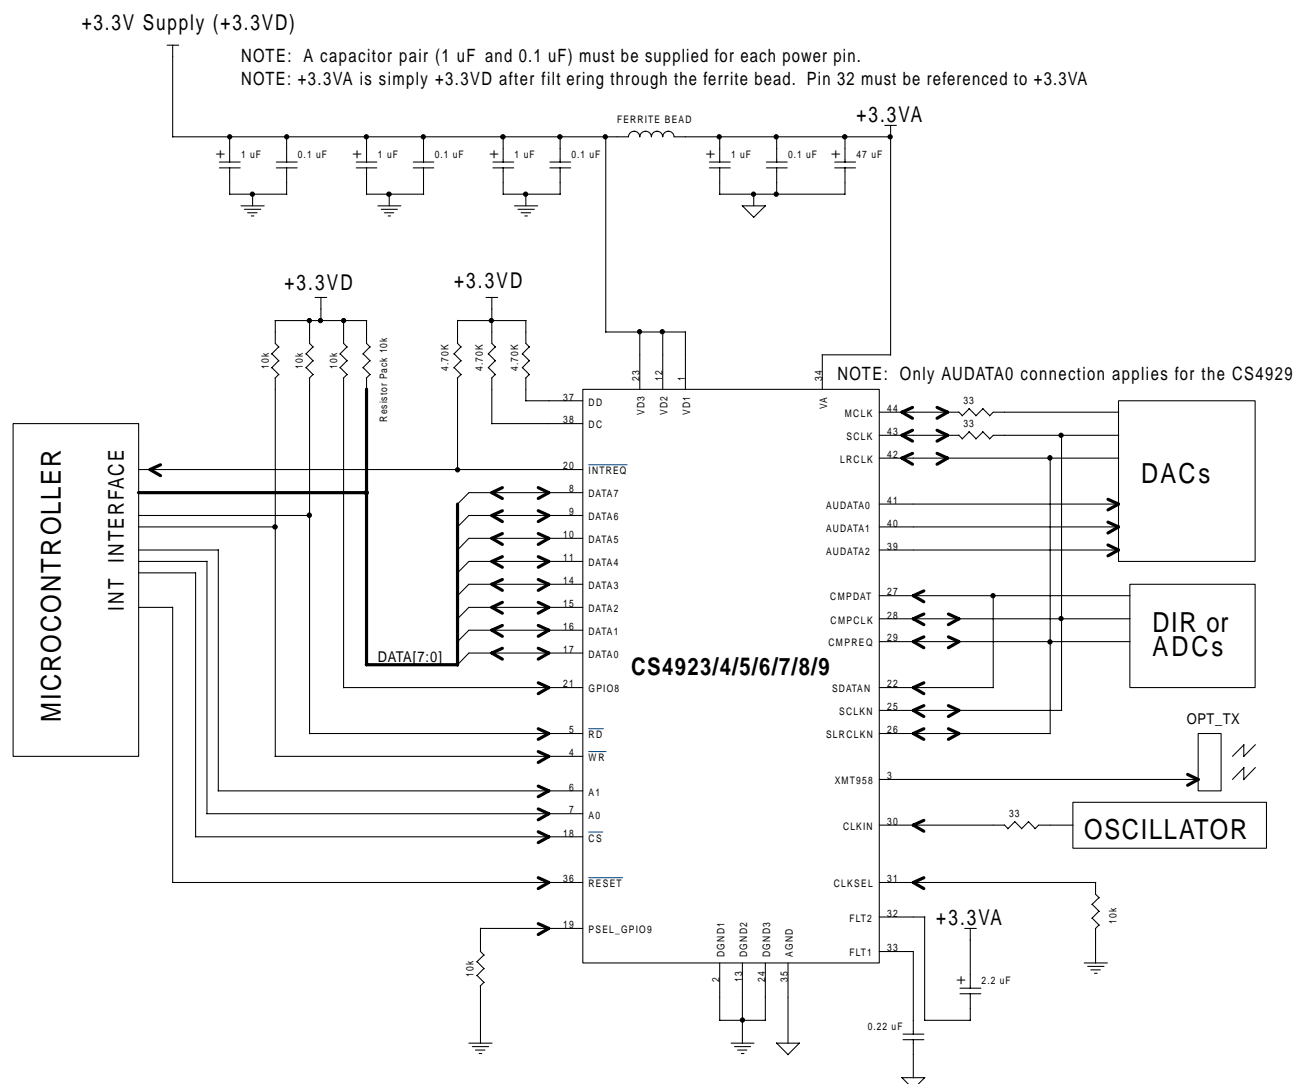 +3.3V Supply (+3.3VD)
NOTE: A capacitor pair (1 uF and 0.1 uF) must be supplied for each power pin.
NOTE: +3.3VA is simply +3.3VD after filt ering through the ferrite bead. Pin 32 must be referenced to +3.3VA
FERRITE BEAD
+3.3VA
+ 1 uF
0.1 uF
+ 1 uF
0.1 uF
+ 1 uF
0.1 uF
+ 1 uF
0.1 uF
+ 47 uF
+3.3VD
+3.3VD
10k
10k
10k
Resistor Pack 10k
4.70K
4.70K
4.70K
23
12
1
34
VD3
VD2
VD1
VA
NOTE: Only AUDATA0 connection applies for the CS4929
MICROCONTROLLER
INT INTERFACE
DATA[7:0]
37 DD
38 DC
20 INTREQ
8 DATA7
9 DATA6
10 DATA5
11 DATA4
14 DATA3
15 DATA2
16 DATA1
17 DATA0
21 GPIO8
5 RD
4 WR
6 A1
7 A0
18 CS
36 RESET
19 PSEL_GPIO9
10k
CS4923/4/5/6/7/8/9
MCLK 44
33
SCLK 43
33
LRCLK 42
AUDATA0 41
AUDATA1 40
AUDATA2 39
DACs
CMPDAT 27
CMPCLK 28
CMPREQ 29
DIR or
ADCs
SDATAN 22
SCLKN 25
SLRCLKN 26
OPT_TX
XMT958 3
CLKIN 30
33
OSCILLATOR
CLKSEL 31
10k
FLT2 32
+3.3VA
FLT1 33
+ 2.2 uF
0.22 uF
DGND1
DGND2
DGND3
AGND
2
13
24
35